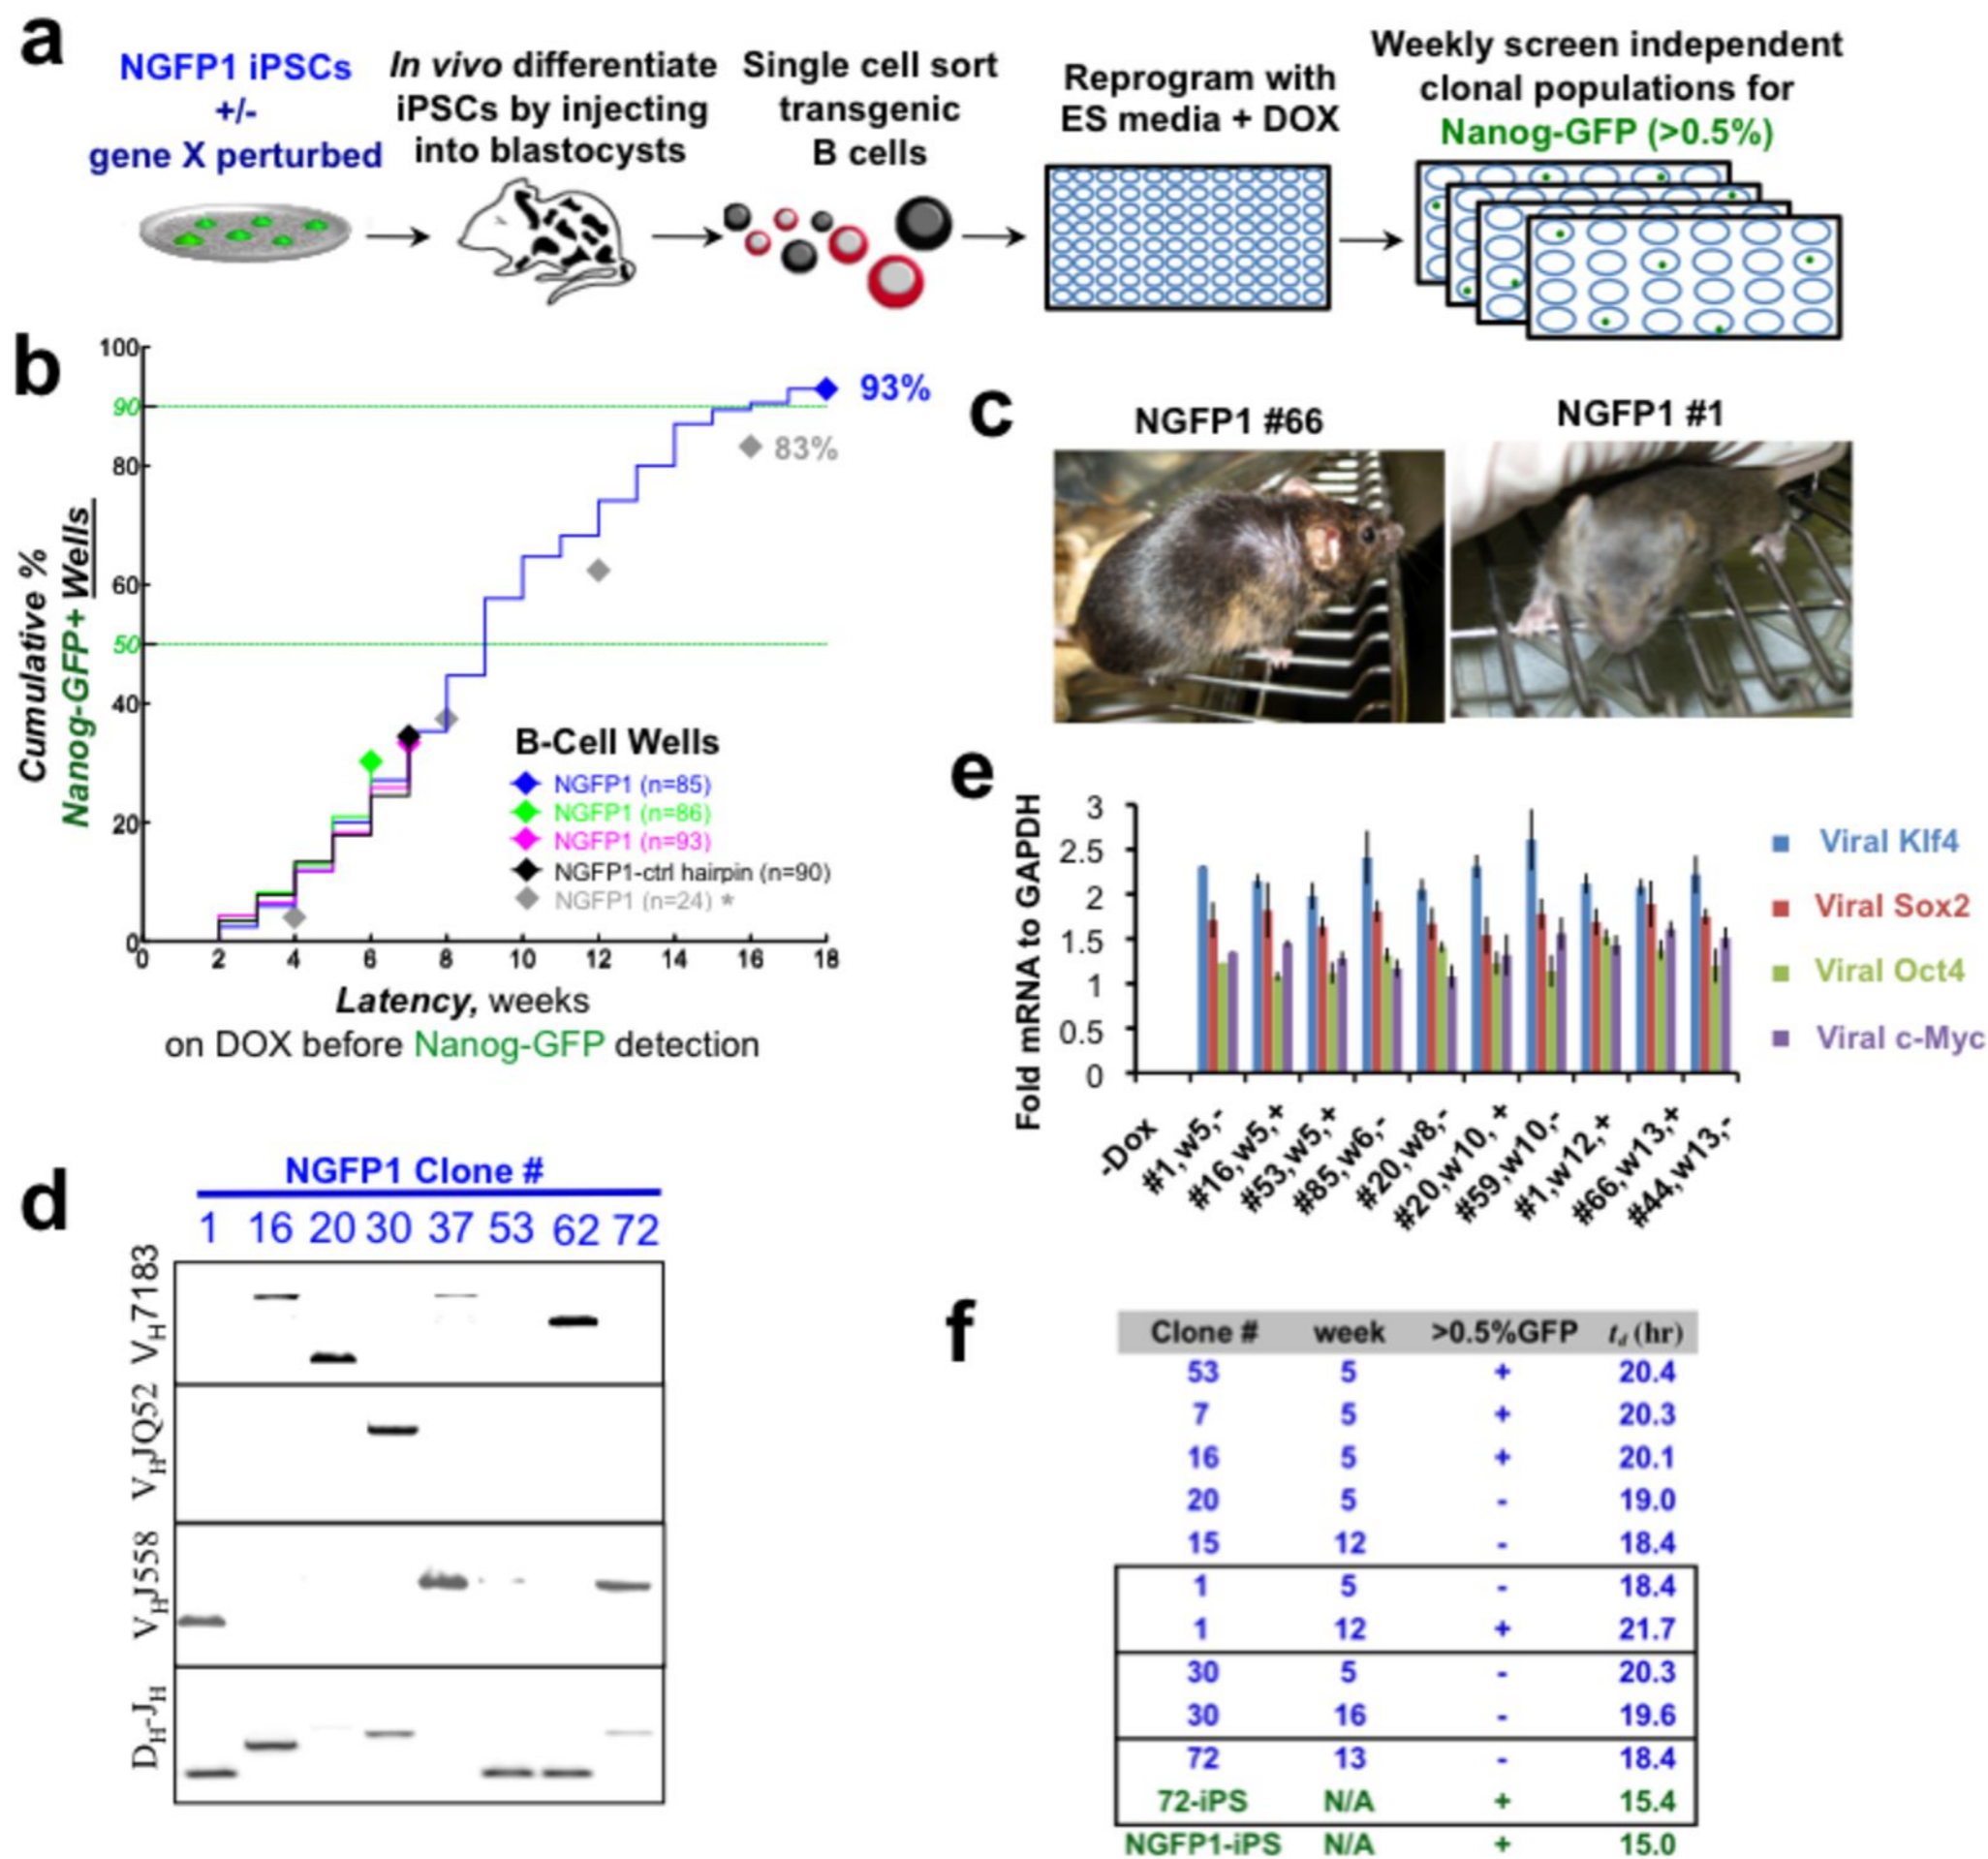 a
NGFP1 iPSCs
+/-
gene X perturbed
In vivo differentiate
iPSCs by injecting
into blastocysts
Single cell sort
transgenic
B cells
Reprogram with
ES media + DOX
Weekly screen independent
clonal populations for
Nanog-GFP (>0.5%)
b
Cumulative %
Nanog-GFP+ Wells
100
90
80
60
50
40
20
0
93%
83%
B-Cell Wells
NGFP1 (n=85)
NGFP1 (n=86)
NGFP1 (n=93)
NGFP1-ctrl hairpin (n=90)
NGFP1 (n=24) *
0 2 4 6 8 10 12 14 16 18
Latency, weeks
on DOX before Nanog-GFP detection
c
NGFP1 #66
NGFP1 #1
d
NGFP1 Clone #
1 16 20 30 37 53 62 72
VH7183
VHJQ52
VHJ558
DH-JH
e
Fold mRNA to GAPDH
3
2.5
2
1.5
1
0.5
0
-Dox
#1,w5,-
#16,w5,+
#53,w5,+
#85,w6,-
#20,w8,-
#20,w10, +
#59,w10,-
#1,w12,+
#66,w13,+
#44,w13,-
Viral Klf4
Viral Sox2
Viral Oct4
Viral c-Myc
f
Clone # week >0.5%GFP td (hr)
53 5 + 20.4
7 5 + 20.3
16 5 + 20.1
20 5 - 19.0
15 12 - 18.4
1 5 - 18.4
1 12 + 21.7
30 5 - 20.3
30 16 - 19.6
72 13 - 18.4
72-iPS N/A + 15.4
NGFP1-iPS N/A + 15.0